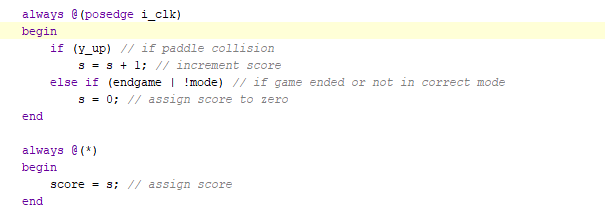 always @(posedge i_clk)
begin
if (y_up) // if paddle collision
s = s + 1; // increment score
else if (endgame | !mode) // if game ended or not in correct mode
s = 0; // assign score to zero
end
always @(*)
begin
score = s; // assign score
end